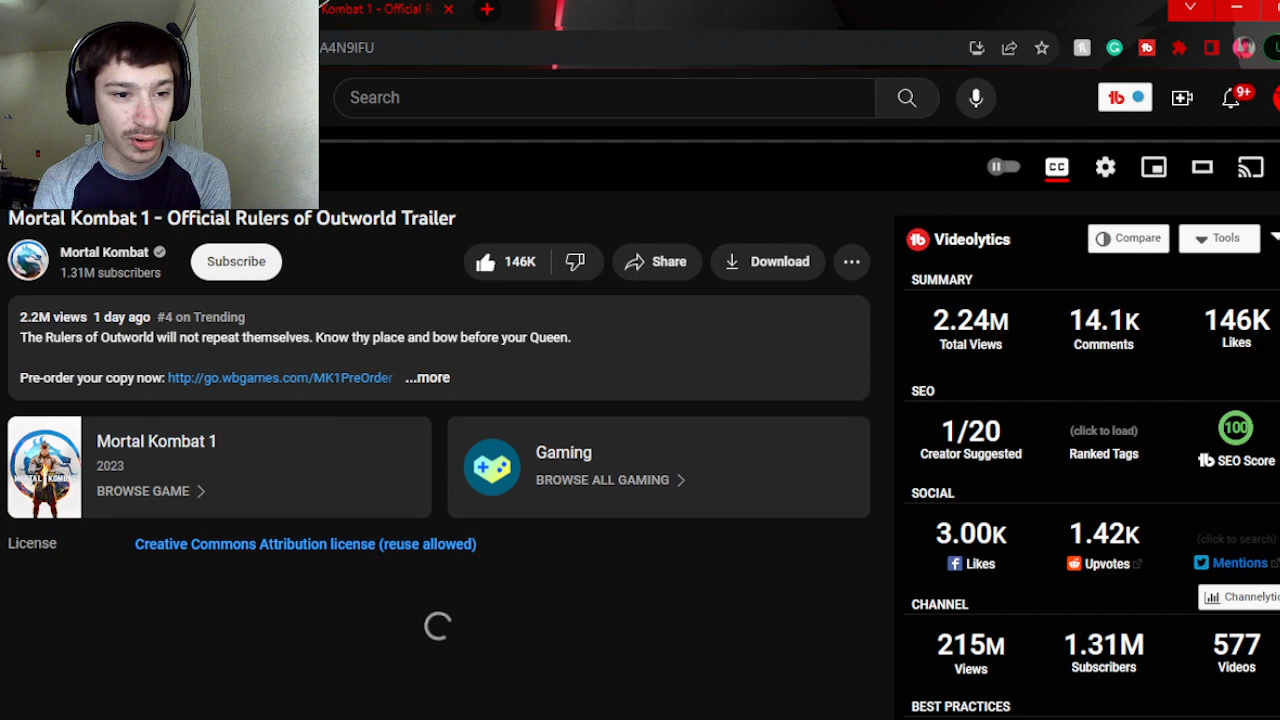 Kombat 1 - Official R
A4N9IFU
Search
9+
CC
Mortal Kombat 1 - Official Rulers of Outworld Trailer
Mortal Kombat
1.31M subscribers
Subscribe
146K
Share
Download
2.2M views 1 day ago #4 on Trending
The Rulers of Outworld will not repeat themselves. Know thy place and bow before your Queen.
Pre-order your copy now: http://go.wbgames.com/MK1PreOrder ...more
MORTAL KOMBAT
Mortal Kombat 1
2023
BROWSE GAME
Gaming
BROWSE ALL GAMING
License
Creative Commons Attribution license (reuse allowed)
Videolytics
Compare
Tools
SUMMARY
2.24M 14.1K 146K
Total Views Comments Likes
SEO
1/20 (click to load) 100
Creator Suggested Ranked Tags tb SEO Score
SOCIAL
3.00K 1.42K (click to search)
Likes Upvotes Mentions
Channelytic
CHANNEL
215M 1.31M 577
Views Subscribers Videos
BEST PRACTICES